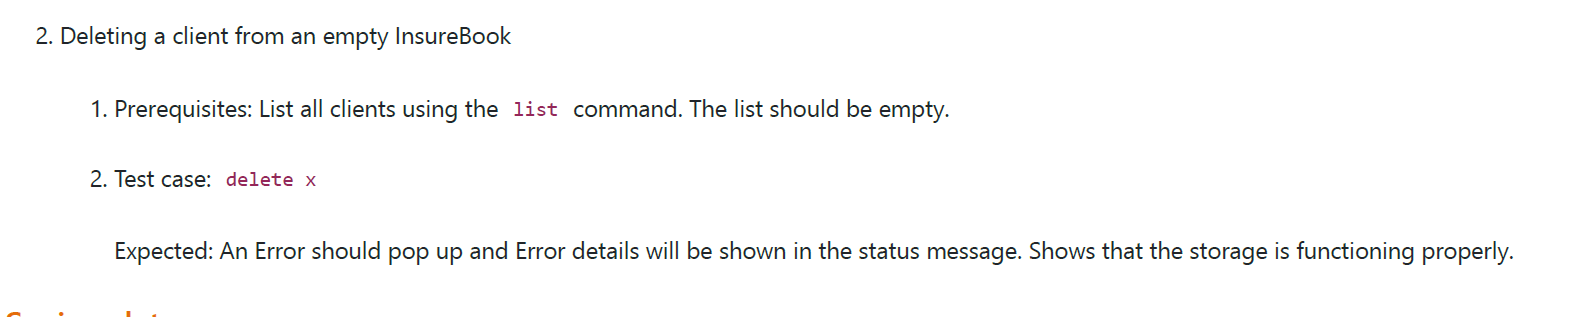 2. Deleting a client from an empty InsureBook
1. Prerequisites: List all clients using the list command. The list should be empty.
2. Test case: delete x
Expected: An Error should pop up and Error details will be shown in the status message. Shows that the storage is functioning properly.